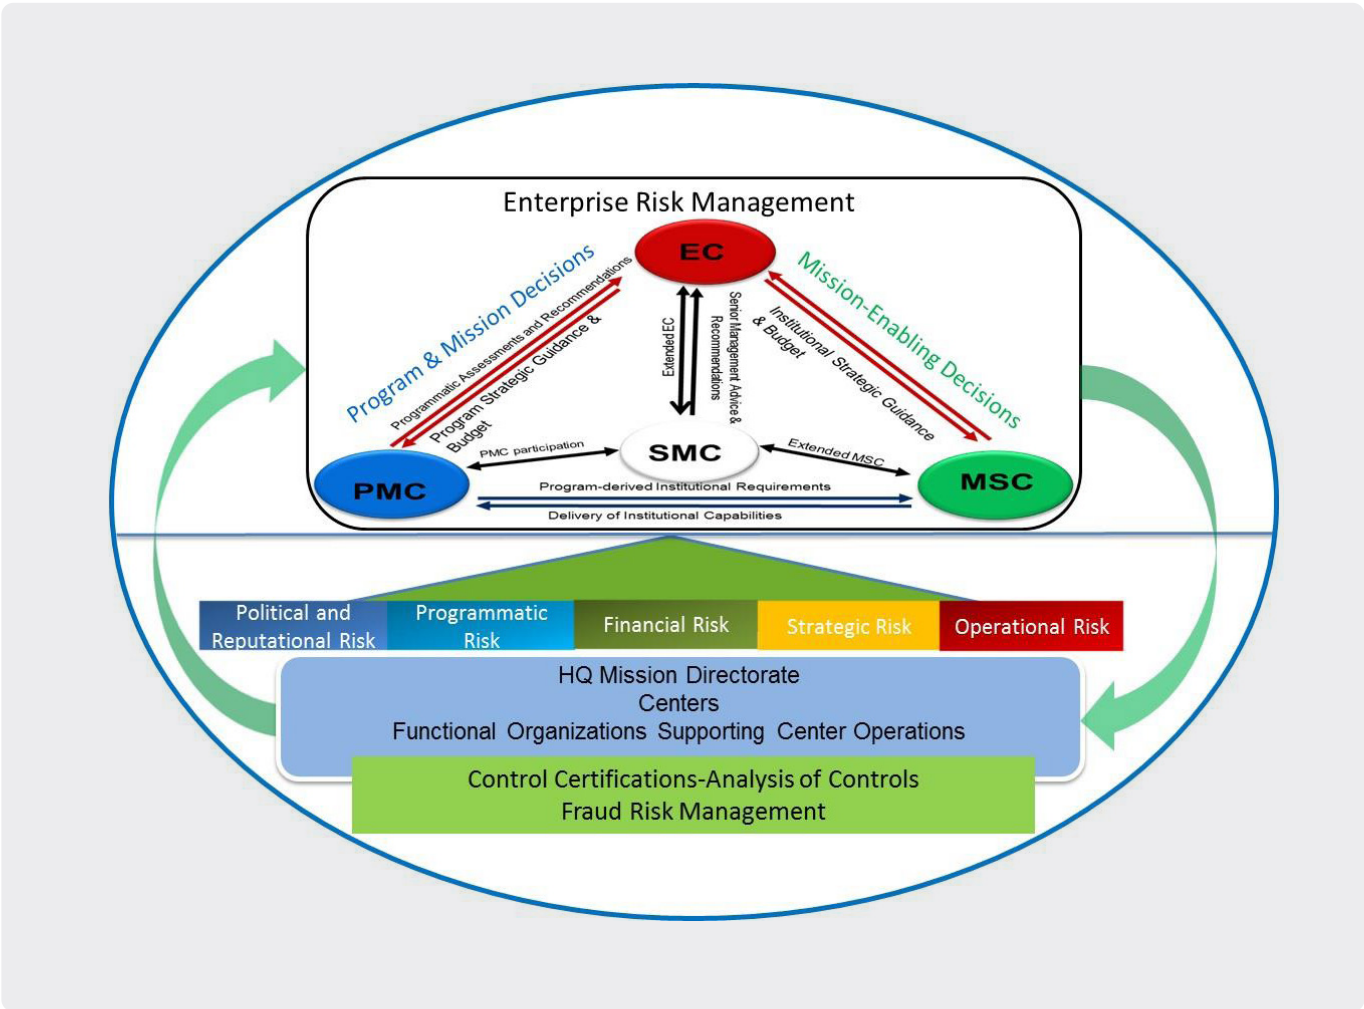 Enterprise Risk Management
EC
Program & Mission Decisions
Programmatic Assessments and Recommendations
Program Strategic Guidance &
Budget
Extended EC
Senior Management Advice &
Recommendations
Mission-Enabling Decisions
Institutional Strategic Guidance
& Budget
PMC participation
SMC
Extended MSC
PMC
MSC
Program-derived Institutional Requirements
Delivery of Institutional Capabilities
Political and
Reputational Risk
Programmatic
Risk
Financial Risk
Strategic Risk
Operational Risk
HQ Mission Directorate
Centers
Functional Organizations Supporting Center Operations
Control Certifications-Analysis of Controls
Fraud Risk Management